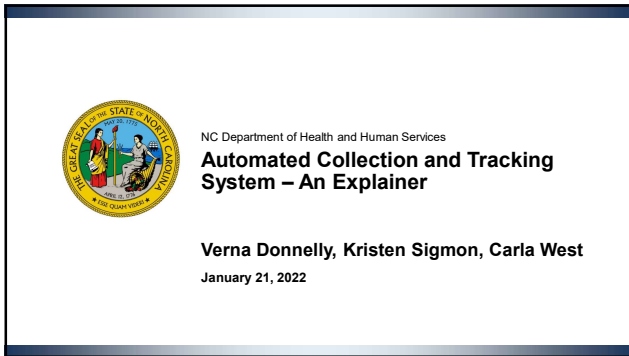 THE GREAT SEAL OF THE STATE OF NORTH CAROLINA
MAY 20, 1775
APRIL 12, 1776
★ ESSE QUAM VIDERI ★
NC Department of Health and Human Services
Automated Collection and Tracking
System – An Explainer
Verna Donnelly, Kristen Sigmon, Carla West
January 21, 2022